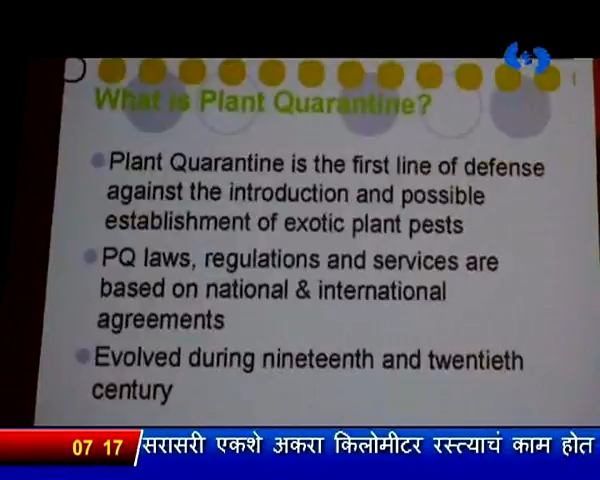 What is Plant Quarantine?
Plant Quarantine is the first line of defense
against the introduction and possible
establishment of exotic plant pests
PQ laws, regulations and services are
based on national & international
agreements
Evolved during nineteenth and twentieth
century
07 17 सरासरी एकशे अकरा किलोमीटर रस्त्याचं काम होत